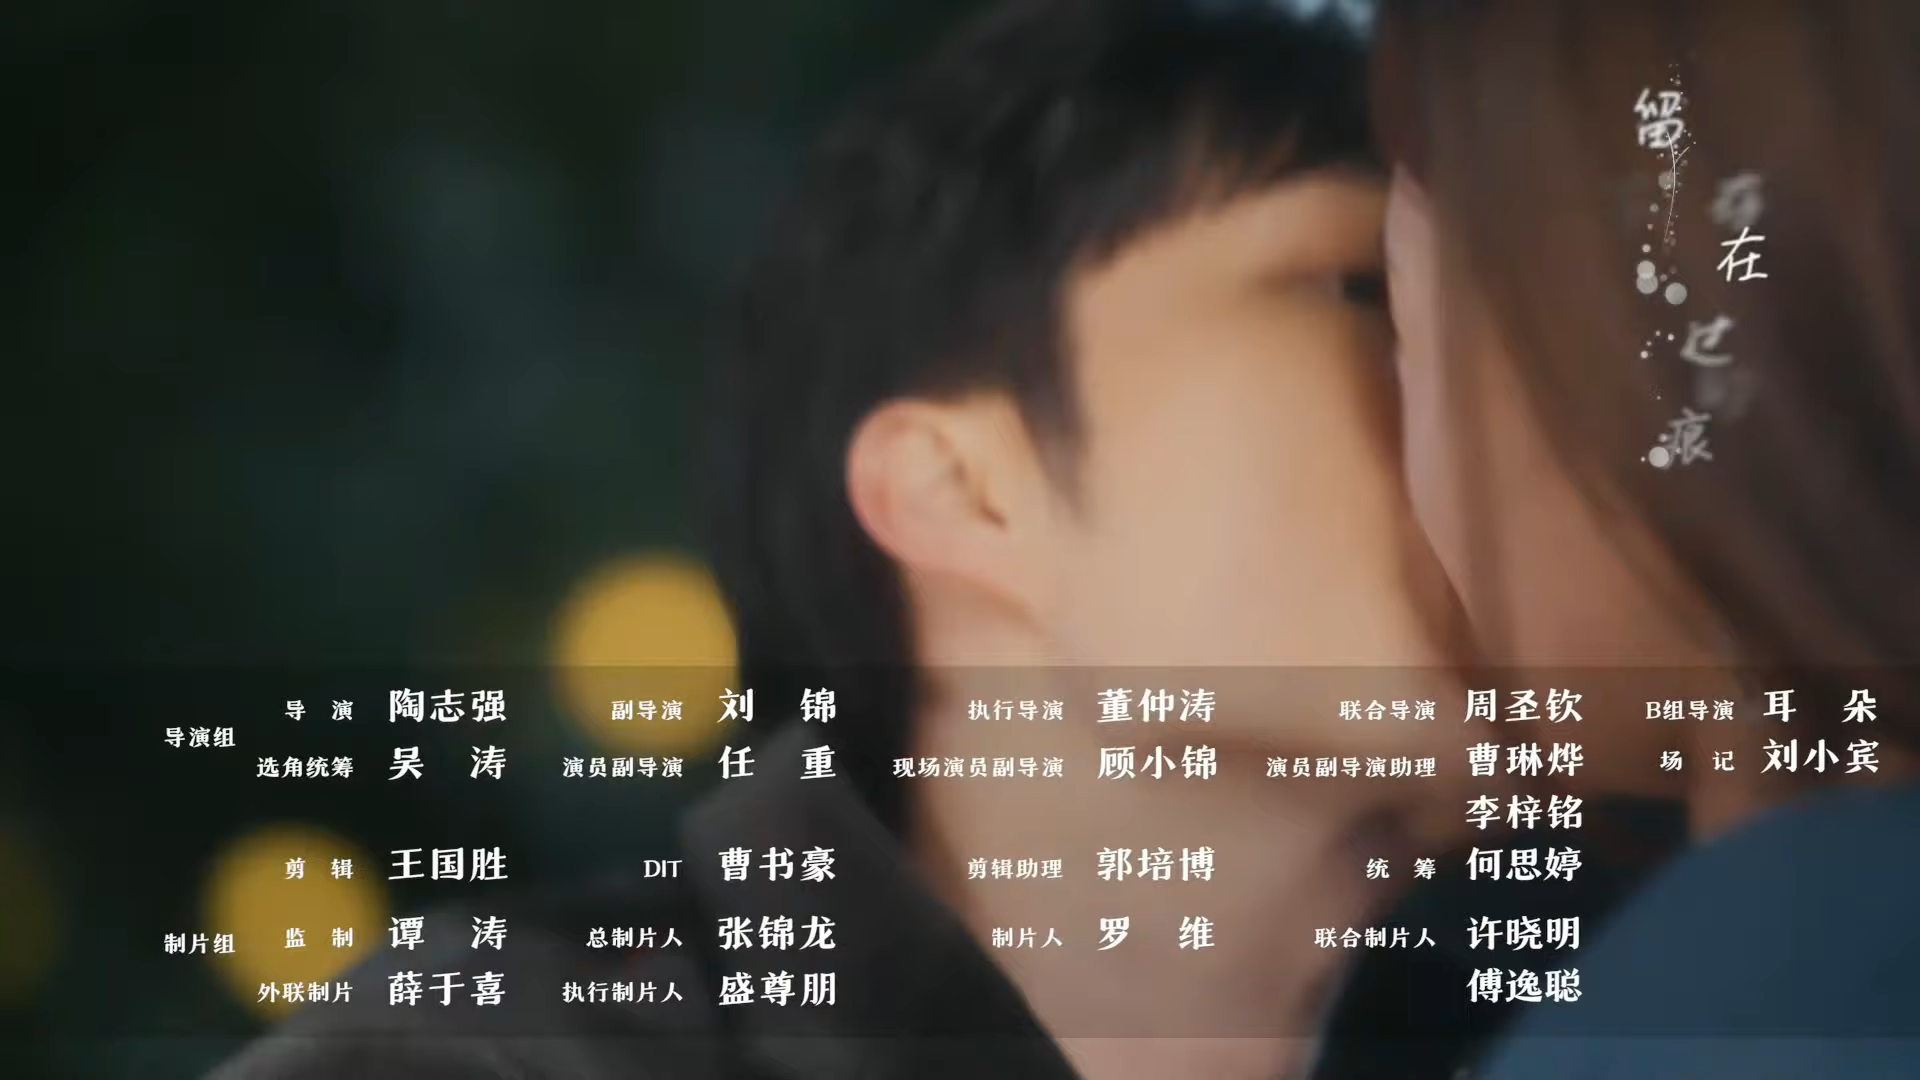 留
存
在
过
的
痕
导演组
导 演 陶志强 副导演 刘 锦 执行导演 董仲涛 联合导演 周圣钦 B组导演 耳 朵
选角统筹 吴 涛 演员副导演 任 重 现场演员副导演 顾小锦 演员副导演助理 曹琳烨 场 记 刘小宾
李梓铭
剪 辑 王国胜 DIT 曹书豪 剪辑助理 郭培博 统 筹 何思婷
制片组
监 制 谭 涛 总制片人 张锦龙 制片人 罗 维 联合制片人 许晓明
外联制片 薛于喜 执行制片人 盛尊朋 傅逸聪